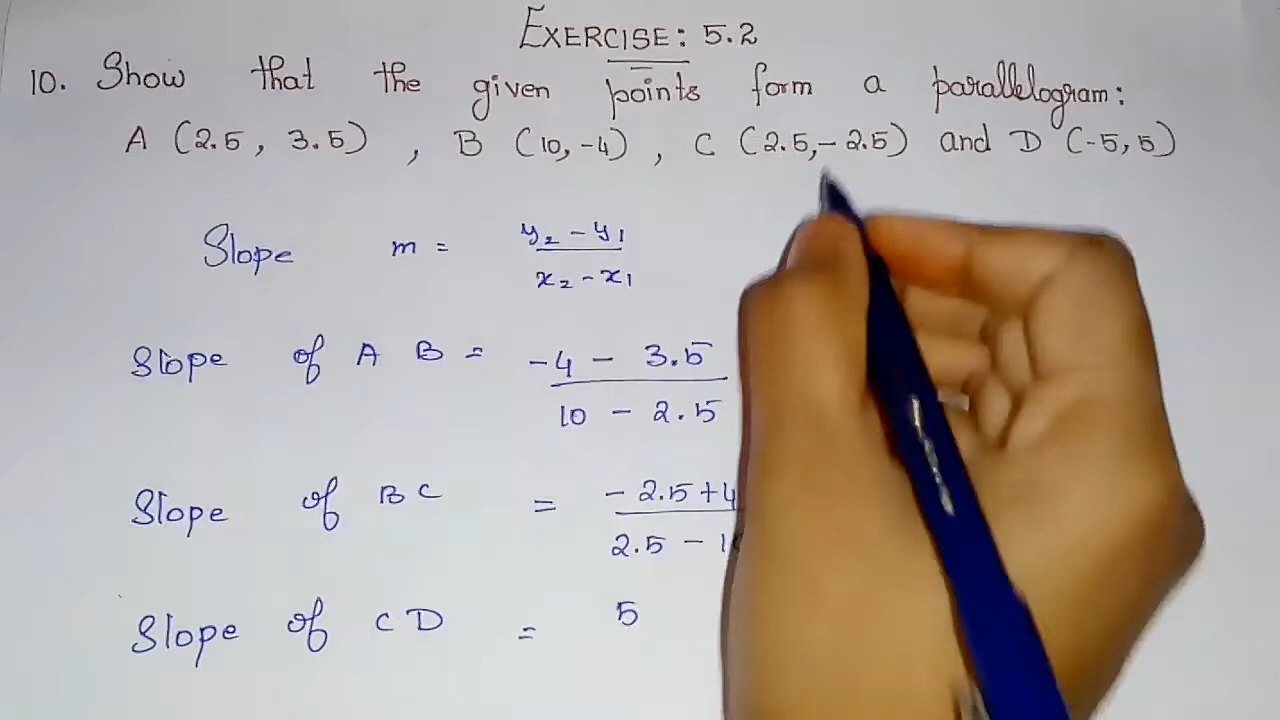 EXERCISE: 5.2
10. Show that the given points form a parallelogram:
A (2.5, 3.5), B (10, -4), C (2.5, -2.5) and D (-5, 5)
Slope m = y₂ - y₁ / x₂ - x₁
Slope of AB = -4 - 3.5 / 10 - 2.5
Slope of BC = -2.5 + 4 / 2.5 - 1
Slope of CD = 5